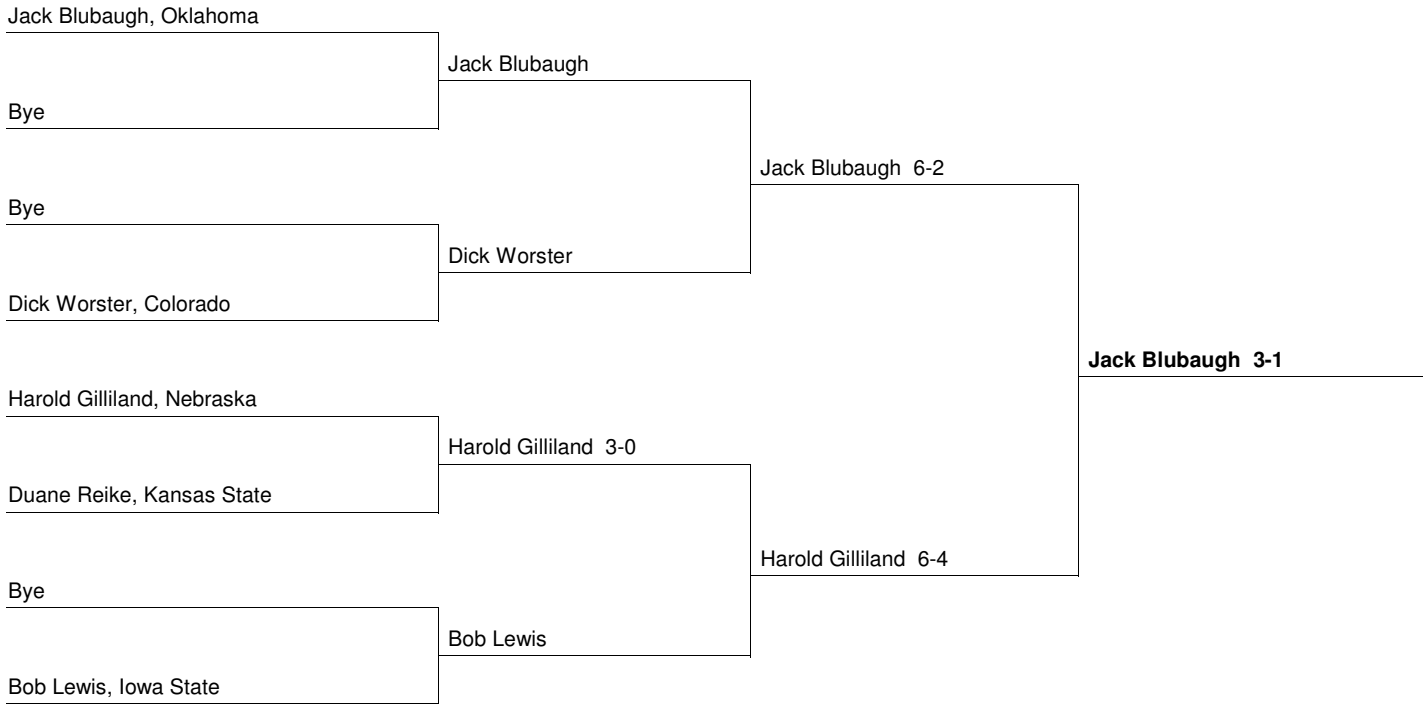 Jack Blubaugh, Oklahoma
Jack Blubaugh
Bye
Jack Blubaugh 6-2
Bye
Dick Worster
Dick Worster, Colorado
Jack Blubaugh 3-1
Harold Gilliland, Nebraska
Harold Gilliland 3-0
Duane Reike, Kansas State
Harold Gilliland 6-4
Bye
Bob Lewis
Bob Lewis, Iowa State